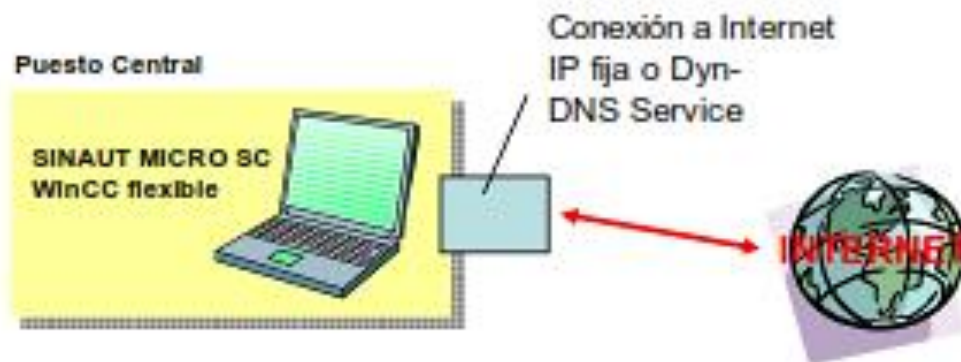 Conexión a Internet
IP fija o Dyn-
DNS Service
Puesto Central
SINAUT MICRO SC
WinCC flexible
INTERNET